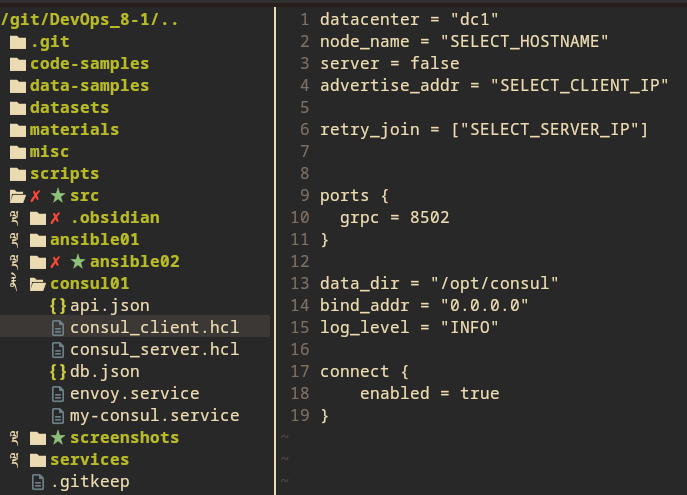 /git/DevOps_8-1/..
.git
code-samples
data-samples
datasets
materials
misc
scripts
✗ ★ src
✗ .obsidian
ansible01
✗ ★ ansible02
consul01
{} api.json
consul_client.hcl
consul_server.hcl
{} db.json
envoy.service
my-consul.service
★ screenshots
services
.gitkeep
1 datacenter = "dc1"
2 node_name = "SELECT_HOSTNAME"
3 server = false
4 advertise_addr = "SELECT_CLIENT_IP"
5
6 retry_join = ["SELECT_SERVER_IP"]
7
8
9 ports {
10   grpc = 8502
11 }
12
13 data_dir = "/opt/consul"
14 bind_addr = "0.0.0.0"
15 log_level = "INFO"
16
17 connect {
18     enabled = true
19 }
~
~
~